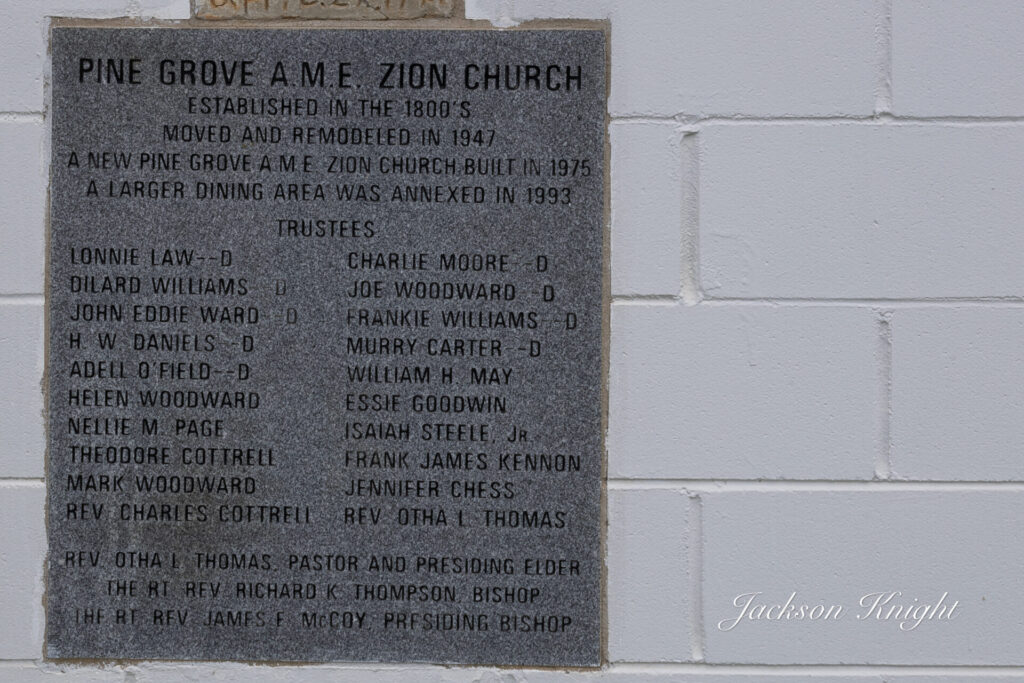 PINE GROVE A.M.E. ZION CHURCH
ESTABLISHED IN THE 1800'S
MOVED AND REMODELED IN 1947
A NEW PINE GROVE A.M.E. ZION CHURCH BUILT IN 1975
A LARGER DINING AREA WAS ANNEXED IN 1993
TRUSTEES
LONNIE LAW--D CHARLIE MOORE--D
DILARD WILLIAMS D JOE WOODWARD--D
JOHN EDDIE WARD--D FRANKIE WILLIAMS--D
H. W. DANIELS--D MURRY CARTER--D
ADELL O'FIELD--D WILLIAM H. MAY
HELEN WOODWARD ESSIE GOODWIN
NELLIE M. PAGE ISAIAH STEELE, JR.
THEODORE COTTRELL FRANK JAMES KENNON
MARK WOODWARD JENNIFER CHESS
REV. CHARLES COTTRELL REV. OTHA L. THOMAS
REV. OTHA L. THOMAS, PASTOR AND PRESIDING ELDER
THE RT. REV. RICHARD K. THOMPSON, BISHOP
THE RT. REV. JAMES E. McCOY, PRESIDING BISHOP
Jackson Knight